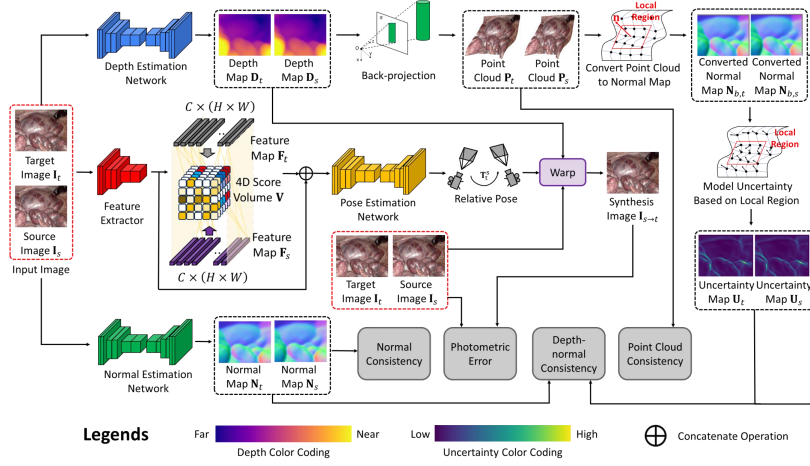 Depth Estimation
Network
Depth
Map D_t
Depth
Map D_s
Back-projection
Point
Cloud P_t
Point
Cloud P_s
n
Local
Region
Convert Point Cloud
to Normal Map
Converted
Normal
Map N_{b,t}
Converted
Normal
Map N_{b,s}
Target
Image I_t
Source
Image I_s
Input Image
Feature
Extractor
C × (H × W)
Feature
Map F_t
4D Score
Volume V
Feature
Map F_s
C × (H × W)
Pose Estimation
Network
Relative Pose
Warp
Synthesis
Image I_{s→t}
Local
Region
Model Uncertainty
Based on Local Region
Uncertainty
Map U_t
Uncertainty
Map U_s
Target
Image I_t
Source
Image I_s
Normal Estimation
Network
Normal
Map N_t
Normal
Map N_s
Normal
Consistency
Photometric
Error
Depth-
normal
Consistency
Point Cloud
Consistency
Legends
Far
Near
Depth Color Coding
Low
High
Uncertainty Color Coding
Concatenate Operation